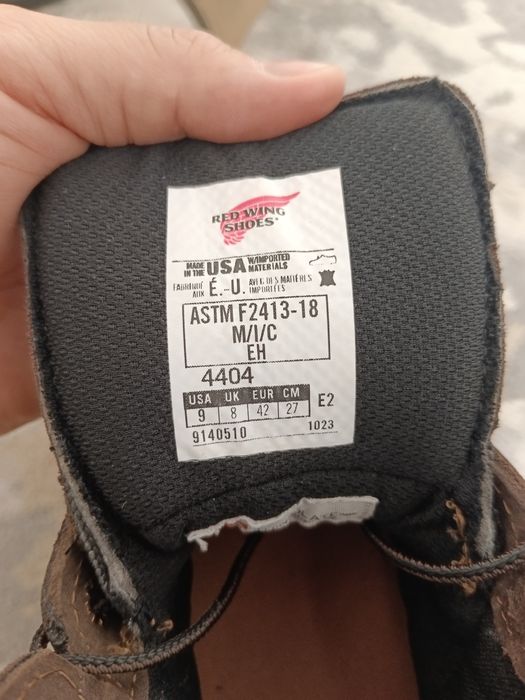 RED WING
SHOES®
MADE IN THE USA W/IMPORTED MATERIALS
FABRIQUÉ AUX É.-U. AVEC DES MATIÈRES IMPORTÉES
ASTM F2413-18
M/I/C
EH
4404
USA UK EUR CM
9 8 42 27 E2
9140510 1023